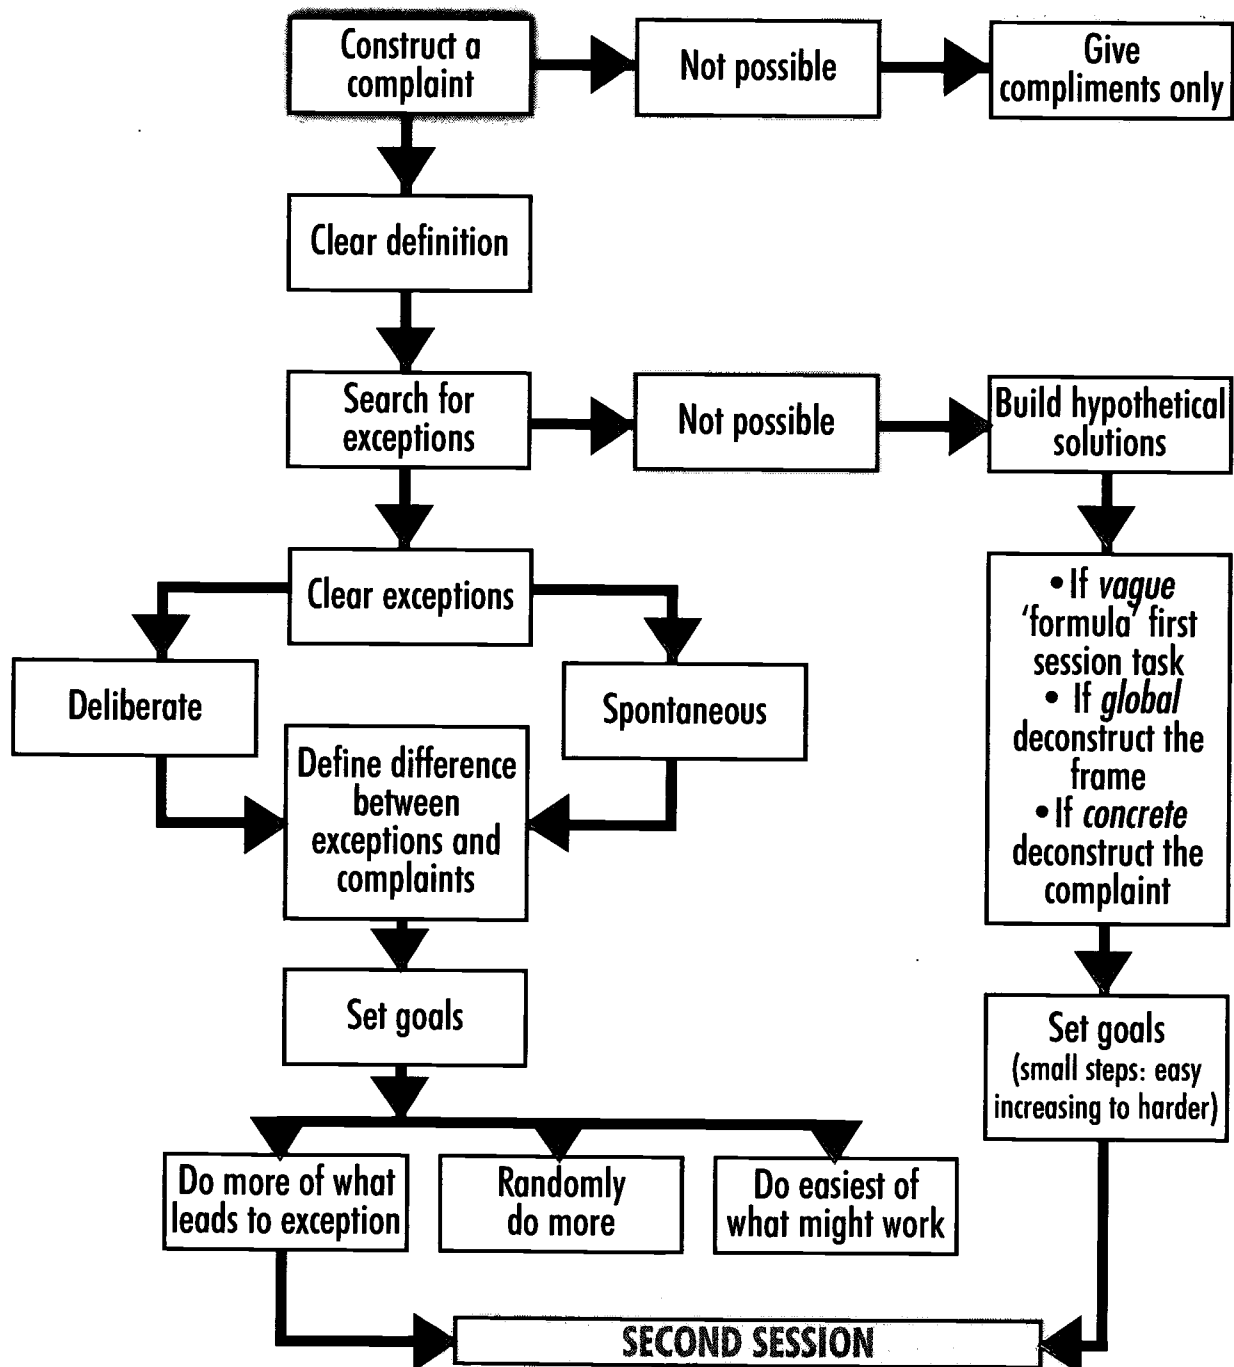 Construct a
complaint
Not possible
Give
compliments only
Clear definition
Search for
exceptions
Not possible
Build hypothetical
solutions
Clear exceptions
• If vague
‘formula’ first
session task
• If global
deconstruct the
frame
• If concrete
deconstruct the
complaint
Deliberate
Spontaneous
Define difference
between
exceptions and
complaints
Set goals
Set goals
(small steps: easy
increasing to harder)
Do more of what
leads to exception
Randomly
do more
Do easiest of
what might work
SECOND SESSION